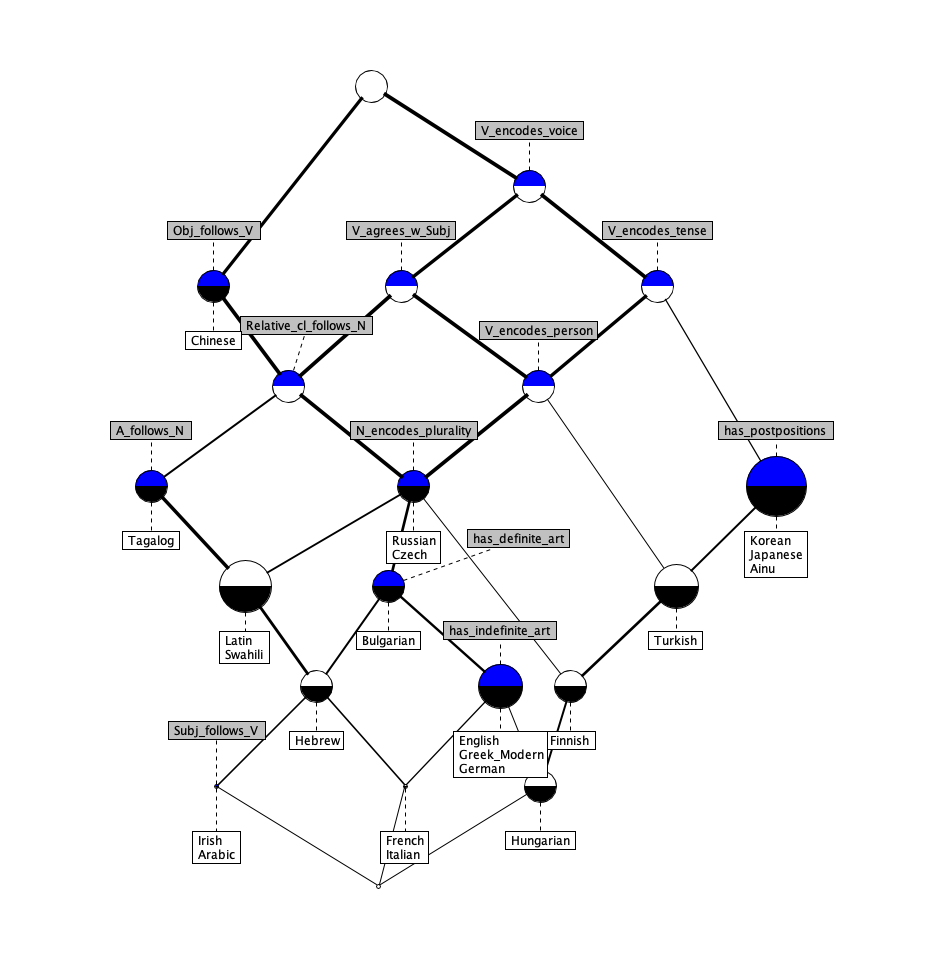 V_encodes_voice
Obj_follows_V
V_agrees_w_Subj
V_encodes_tense
Chinese
Relative_cl_follows_N
V_encodes_person
A_follows_N
N_encodes_plurality
has_postpositions
Tagalog
Russian
Czech
has_definite_art
Korean
Japanese
Ainu
Latin
Swahili
Bulgarian
has_indefinite_art
Turkish
Subj_follows_V
Hebrew
English
Greek_Modern
German
Finnish
Irish
Arabic
French
Italian
Hungarian